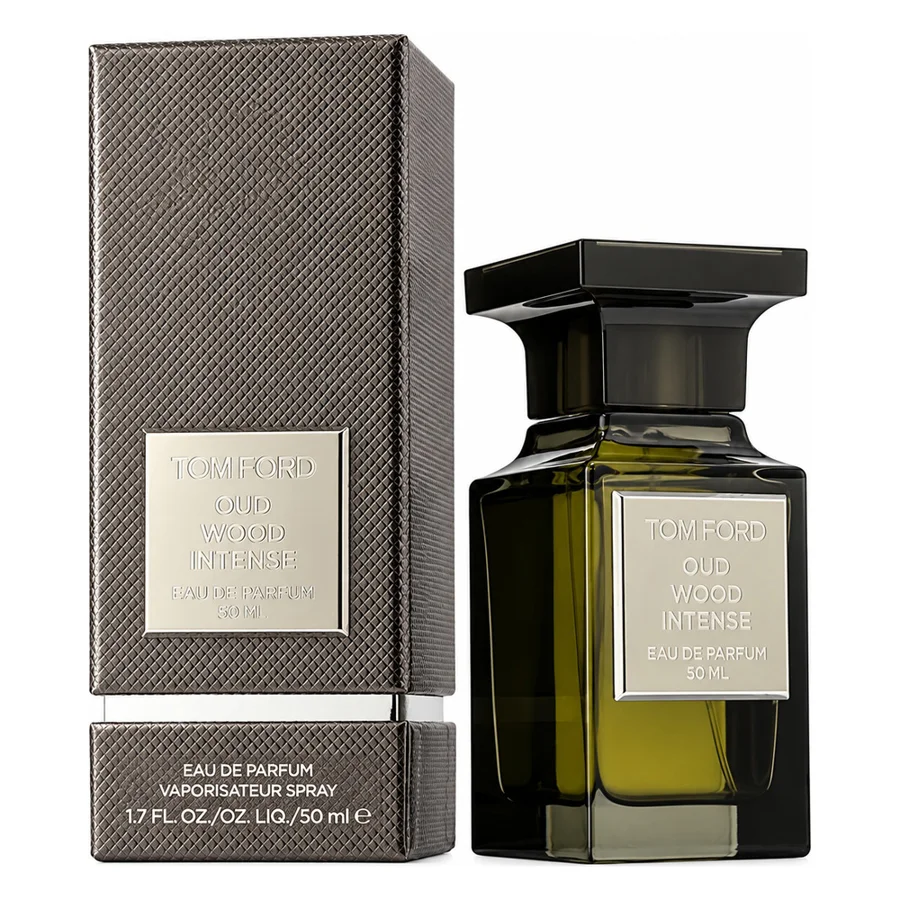 TOM FORD
OUD
WOOD
INTENSE
EAU DE PARFUM
50 ML
EAU DE PARFUM
VAPORISATEUR SPRAY
1.7 FL. OZ./OZ. LIQ./50 ml ℮
TOM FORD
OUD
WOOD
INTENSE
EAU DE PARFUM
50 ML